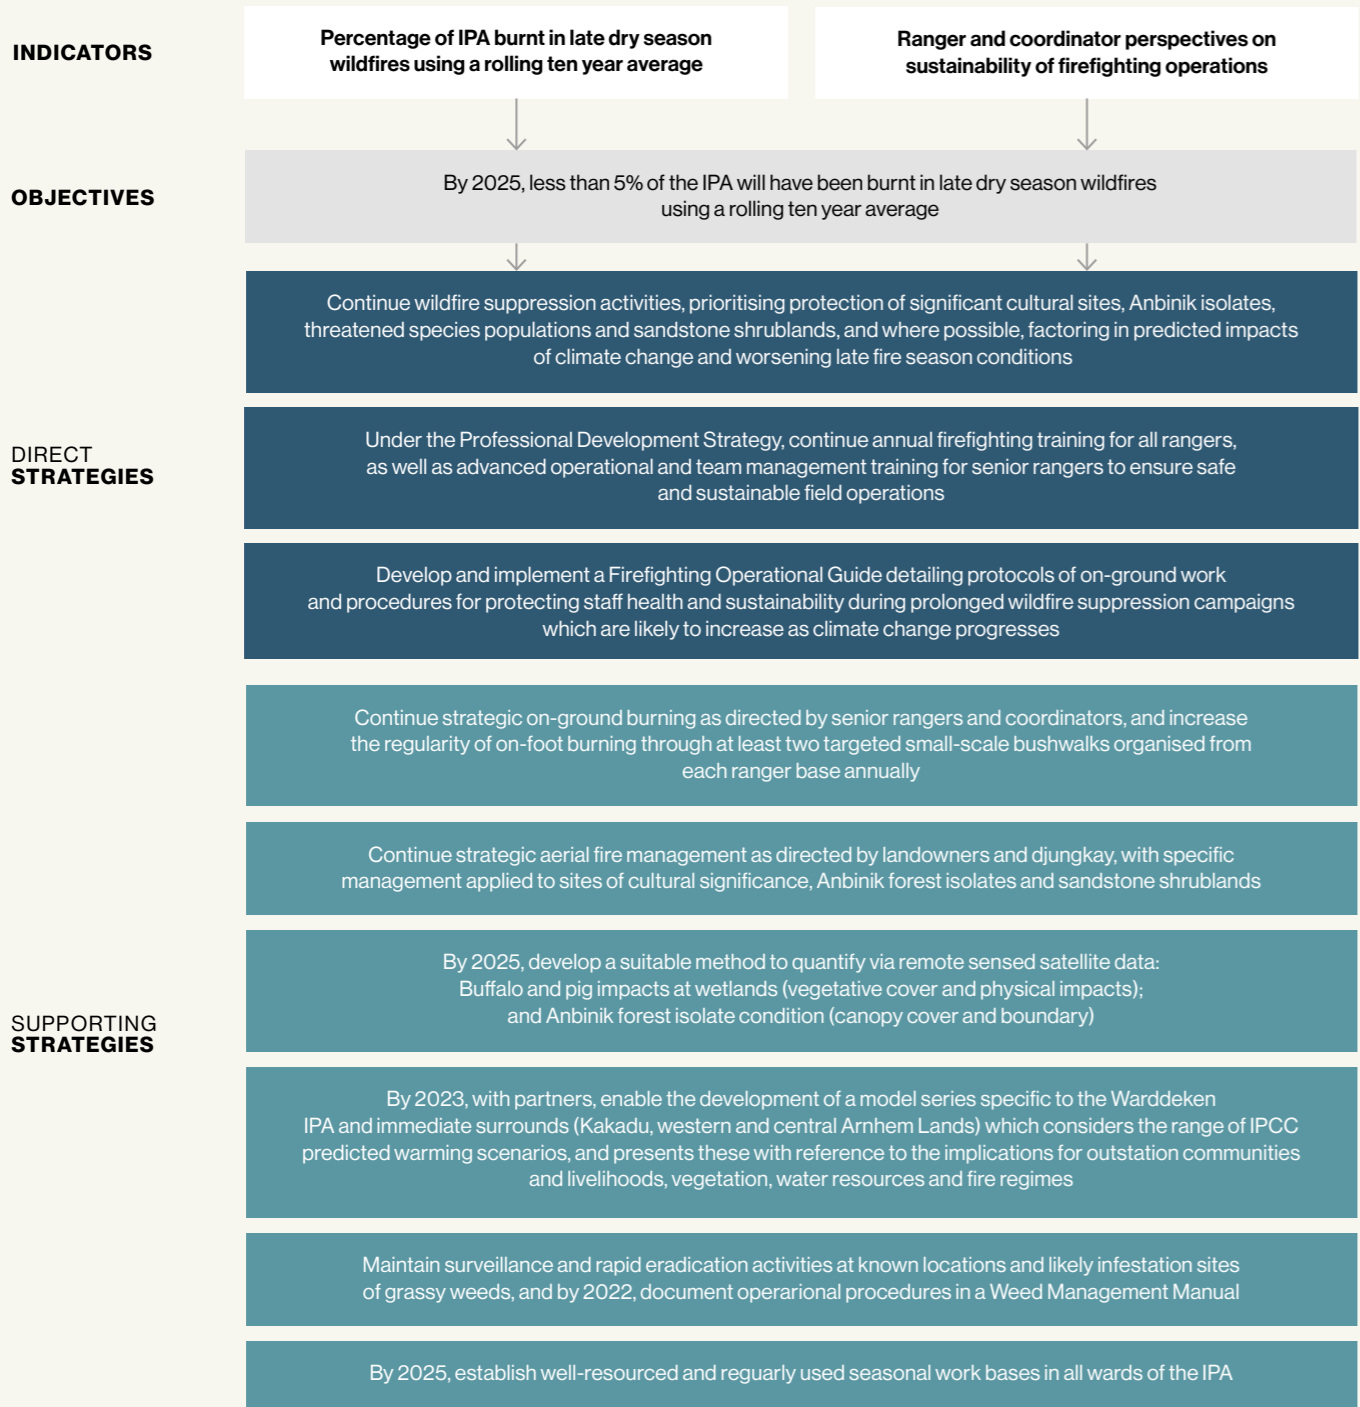 INDICATORS
Percentage of IPA burnt in late dry season
wildfires using a rolling ten year average
Ranger and coordinator perspectives on
sustainability of firefighting operations
OBJECTIVES
By 2025, less than 5% of the IPA will have been burnt in late dry season wildfires
using a rolling ten year average
DIRECT
STRATEGIES
Continue wildfire suppression activities, prioritising protection of significant cultural sites, Anbinik isolates,
threatened species populations and sandstone shrublands, and where possible, factoring in predicted impacts
of climate change and worsening late fire season conditions
Under the Professional Development Strategy, continue annual firefighting training for all rangers,
as well as advanced operational and team management training for senior rangers to ensure safe
and sustainable field operations
Develop and implement a Firefighting Operational Guide detailing protocols of on-ground work
and procedures for protecting staff health and sustainability during prolonged wildfire suppression campaigns
which are likely to increase as climate change progresses
SUPPORTING
STRATEGIES
Continue strategic on-ground burning as directed by senior rangers and coordinators, and increase
the regularity of on-foot burning through at least two targeted small-scale bushwalks organised from
each ranger base annually
Continue strategic aerial fire management as directed by landowners and djungkay, with specific
management applied to sites of cultural significance, Anbinik forest isolates and sandstone shrublands
By 2025, develop a suitable method to quantify via remote sensed satellite data:
Buffalo and pig impacts at wetlands (vegetative cover and physical impacts);
and Anbinik forest isolate condition (canopy cover and boundary)
By 2023, with partners, enable the development of a model series specific to the Warddeken
IPA and immediate surrounds (Kakadu, western and central Arnhem Lands) which considers the range of IPCC
predicted warming scenarios, and presents these with reference to the implications for outstation communities
and livelihoods, vegetation, water resources and fire regimes
Maintain surveillance and rapid eradication activities at known locations and likely infestation sites
of grassy weeds, and by 2022, document operarional procedures in a Weed Management Manual
By 2025, establish well-resourced and reguarly used seasonal work bases in all wards of the IPA